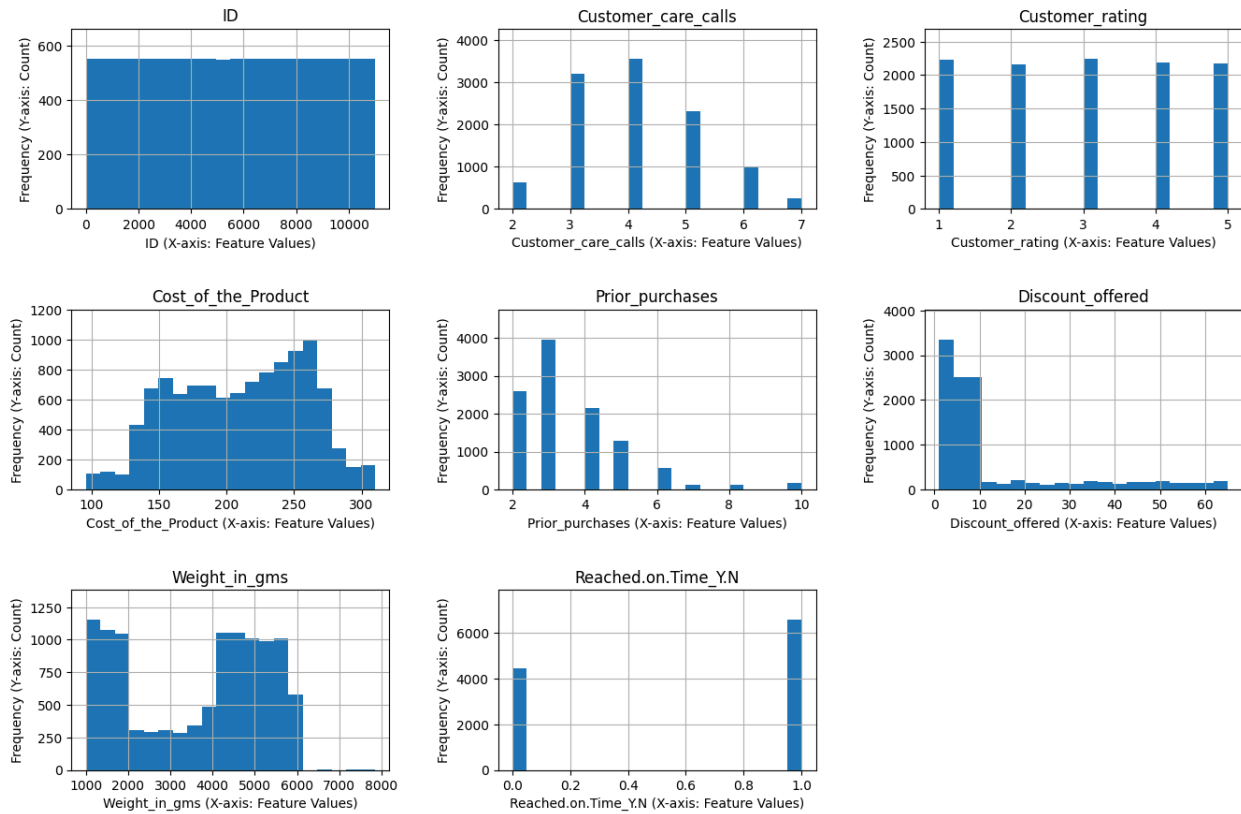 ID
Customer_care_calls
Customer_rating
Frequency (Y-axis: Count)
600
400
200
0
0 2000 4000 6000 8000 10000
ID (X-axis: Feature Values)
Frequency (Y-axis: Count)
4000
3000
2000
1000
0
2 3 4 5 6 7
Customer_care_calls (X-axis: Feature Values)
Frequency (Y-axis: Count)
2500
2000
1500
1000
500
0
1 2 3 4 5
Customer_rating (X-axis: Feature Values)
Cost_of_the_Product
Prior_purchases
Discount_offered
Frequency (Y-axis: Count)
1200
1000
800
600
400
200
0
100 150 200 250 300
Cost_of_the_Product (X-axis: Feature Values)
Frequency (Y-axis: Count)
4000
3000
2000
1000
0
2 4 6 8 10
Prior_purchases (X-axis: Feature Values)
Frequency (Y-axis: Count)
4000
3000
2000
1000
0
0 10 20 30 40 50 60
Discount_offered (X-axis: Feature Values)
Weight_in_gms
Reached.on.Time_Y.N
Frequency (Y-axis: Count)
1250
1000
750
500
250
0
1000 2000 3000 4000 5000 6000 7000 8000
Weight_in_gms (X-axis: Feature Values)
Frequency (Y-axis: Count)
6000
4000
2000
0
0.0 0.2 0.4 0.6 0.8 1.0
Reached.on.Time_Y.N (X-axis: Feature Values)